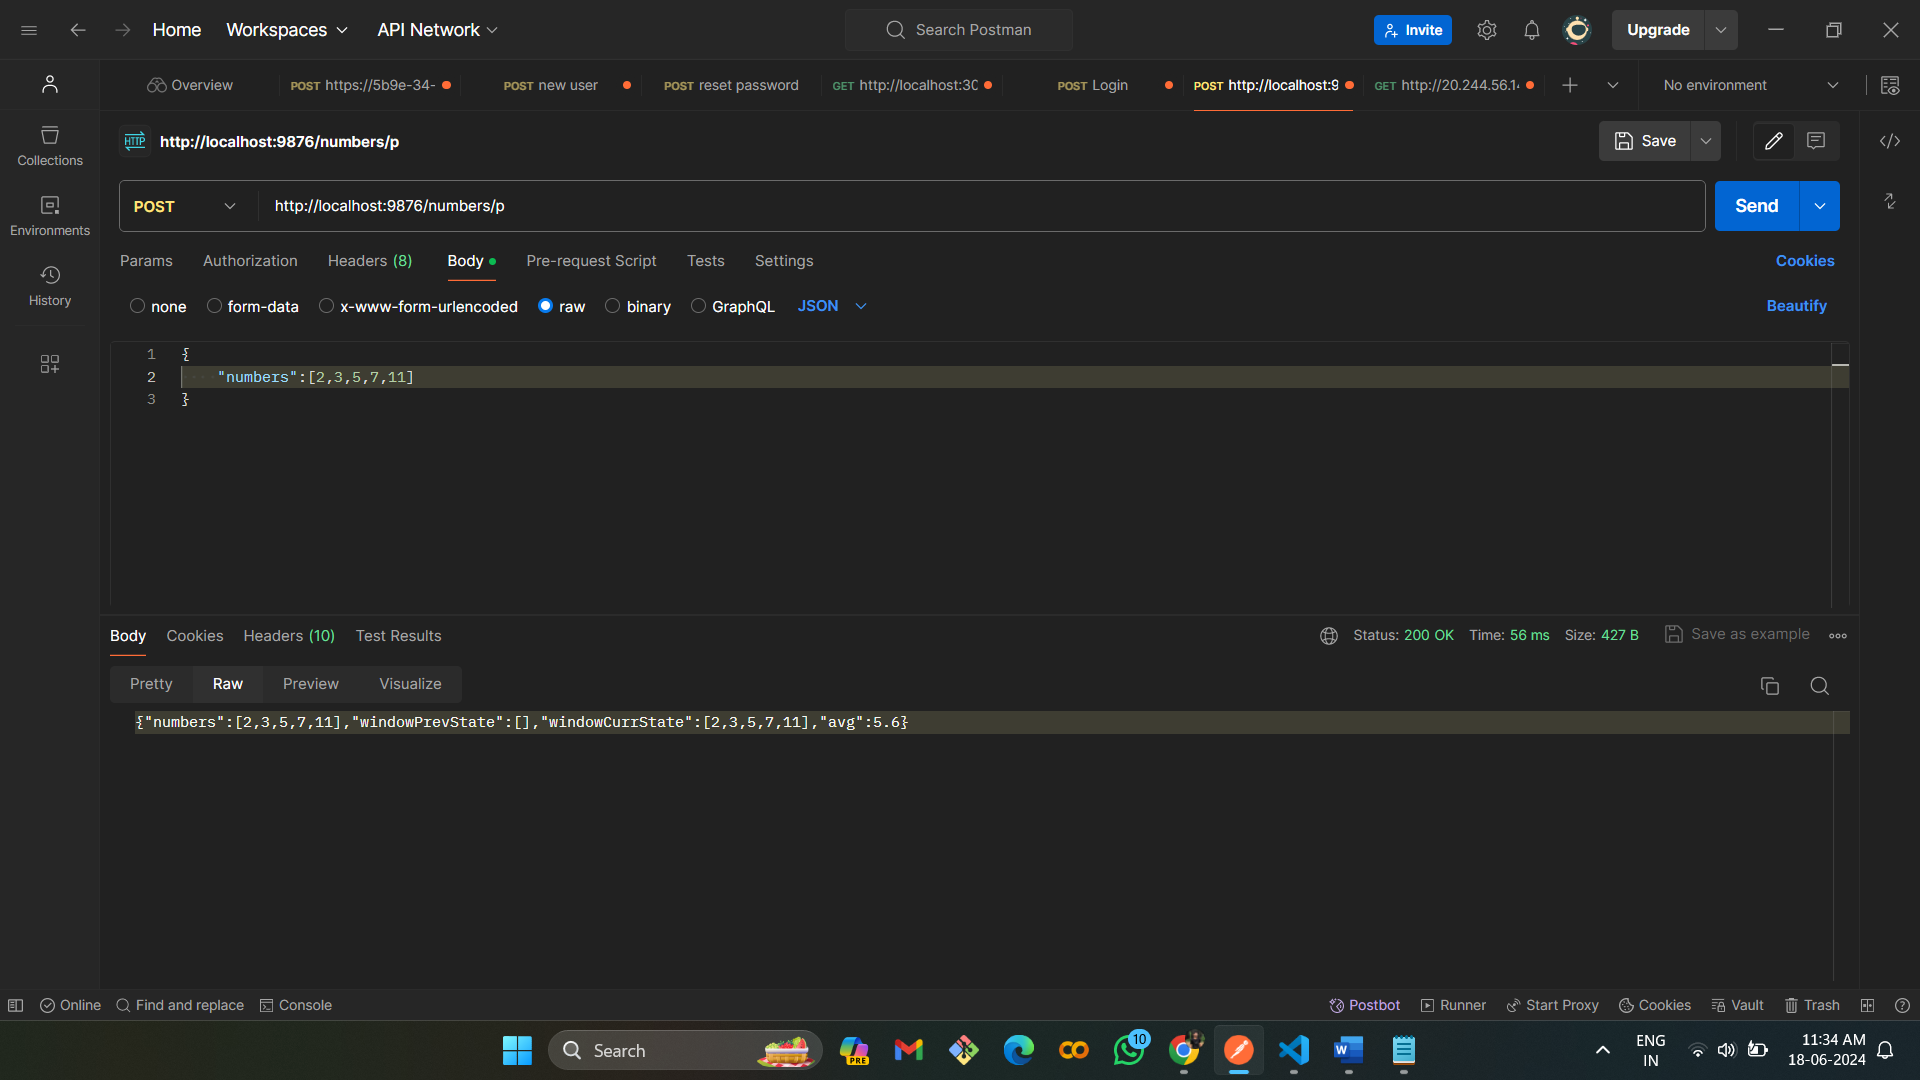 Home Workspaces API Network Search Postman Invite Upgrade
Overview POST https://5b9e-34- POST new user POST reset password GET http://localhost:30 POST Login POST http://localhost:9 GET http://20.244.56.14 No environment
HTTP http://localhost:9876/numbers/p Save
Collections
Environments
History
POST http://localhost:9876/numbers/p Send
Params Authorization Headers (8) Body Pre-request Script Tests Settings Cookies
none form-data x-www-form-urlencoded raw binary GraphQL JSON Beautify
1 {
2 "numbers":[2,3,5,7,11]
3 }
Body Cookies Headers (10) Test Results Status: 200 OK Time: 56 ms Size: 427 B Save as example
Pretty Raw Preview Visualize
{"numbers":[2,3,5,7,11],"windowPrevState":[],"windowCurrState":[2,3,5,7,11],"avg":5.6}
Online Find and replace Console Postbot Runner Start Proxy Cookies Vault Trash
Search PRE 10 W ENG 11:34 AM
IN 18-06-2024